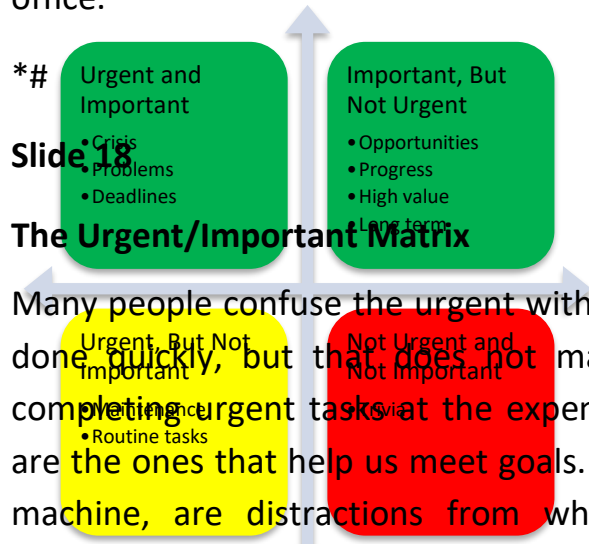 office.
*#
Slide 18
The Urgent/Important Matrix
Many people confuse the urgent with
done quickly, but that does not
completing urgent tasks at the
are the ones that help us meet goals.
machine, are distractions from
Urgent and
Important
•Crisis
•Problems
•Deadlines
Important, But
Not Urgent
•Opportunities
•Progress
•High value
•Long term
Urgent, But Not
Important
•Maintenance
•Routine tasks
Not Urgent and
Not Important
•Trivia